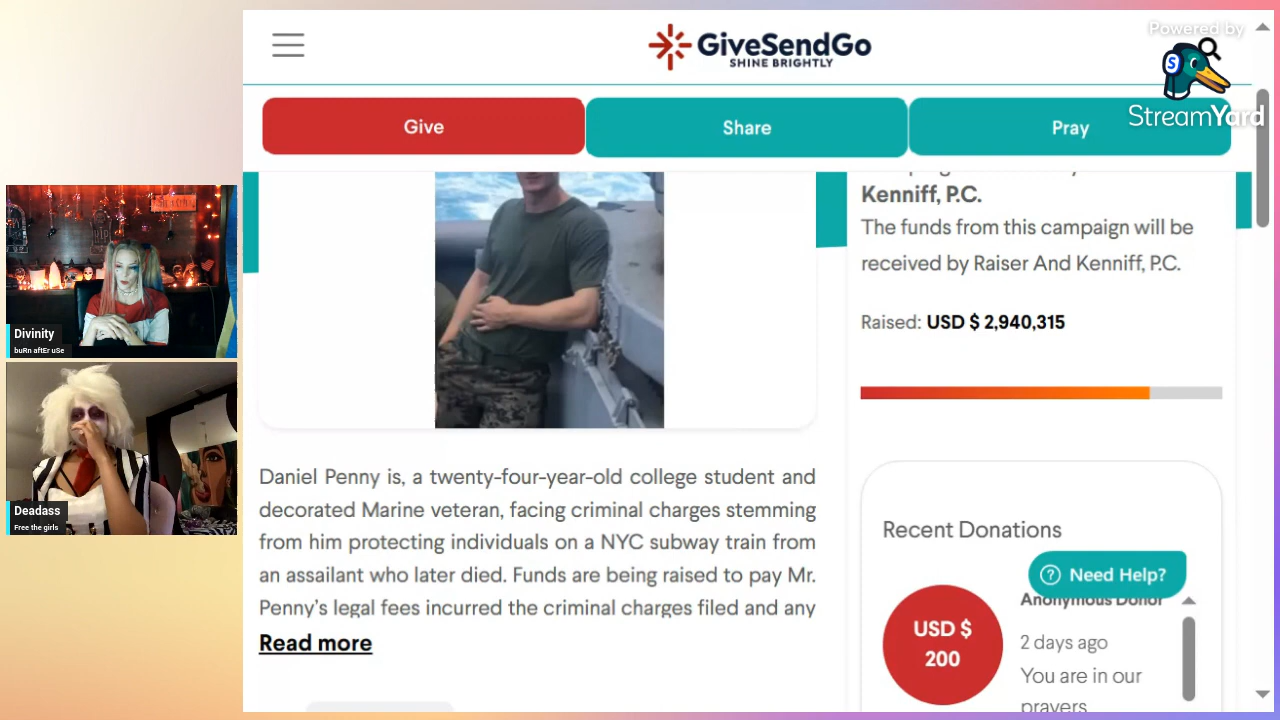 GiveSendGo
SHINE BRIGHTLY
Powered by
StreamYard
Give
Share
Pray
Kenniff, P.C.
The funds from this campaign will be
received by Raiser And Kenniff, P.C.
Raised: USD $ 2,940,315
Divinity
buRn aftEr uSe
Deadass
Free the girls
Daniel Penny is, a twenty-four-year-old college student and
decorated Marine veteran, facing criminal charges stemming
from him protecting individuals on a NYC subway train from
an assailant who later died. Funds are being raised to pay Mr.
Penny's legal fees incurred the criminal charges filed and any
Read more
Recent Donations
Need Help?
USD $
200
Anonymous Donor
2 days ago
You are in our
prayers